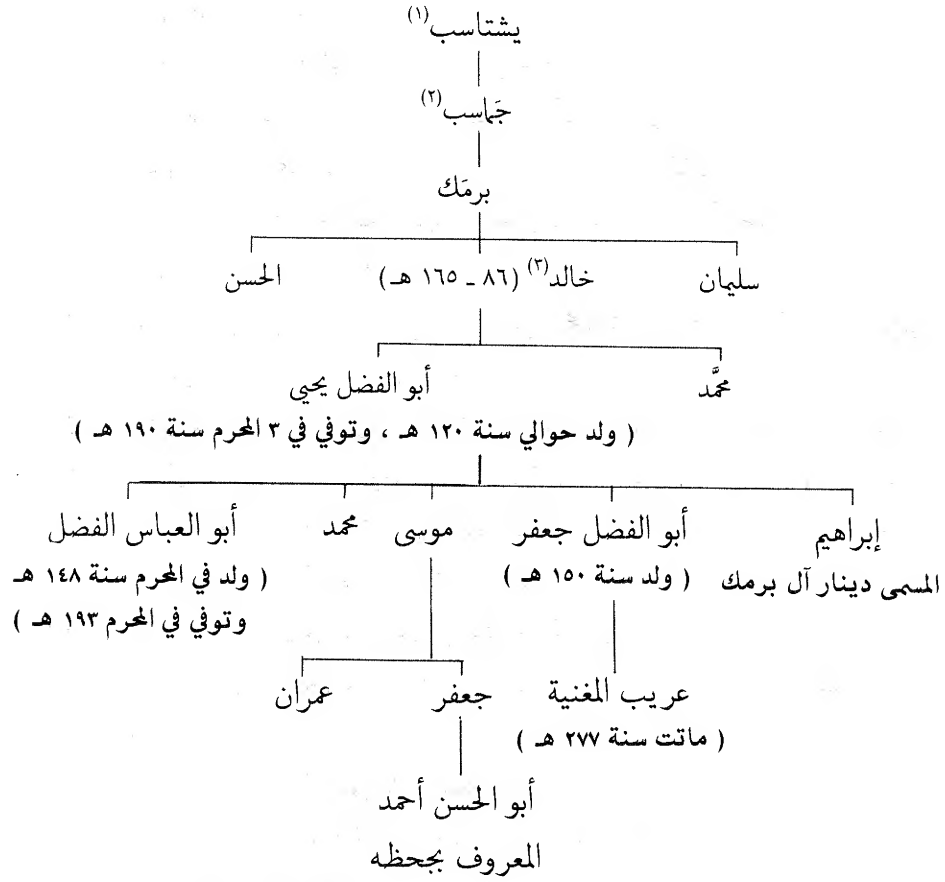 يشتاسب(١)
جَماسب(٢)
برمَك
سليمان خالد(٣) (٨٦ ـ ١٦٥ هـ) الحسن
محمَّد أبو الفضل يحيى
( ولد حوالي سنة ١٢٠ هـ ، وتوفي في ٣ المحرم سنة ١٩٠ هـ )
إبراهيم أبو الفضل جعفر موسى محمد أبو العباس الفضل
المسمى دينار آل برمك ( ولد سنة ١٥٠ هـ ) ( ولد في المحرم سنة ١٤٨ هـ
وتوفي في المحرم ١٩٣ هـ )
عريب المغنية جعفر عمران
( ماتت سنة ٢٧٧ هـ )
أبو الحسن أحمد
المعروف بجحظه